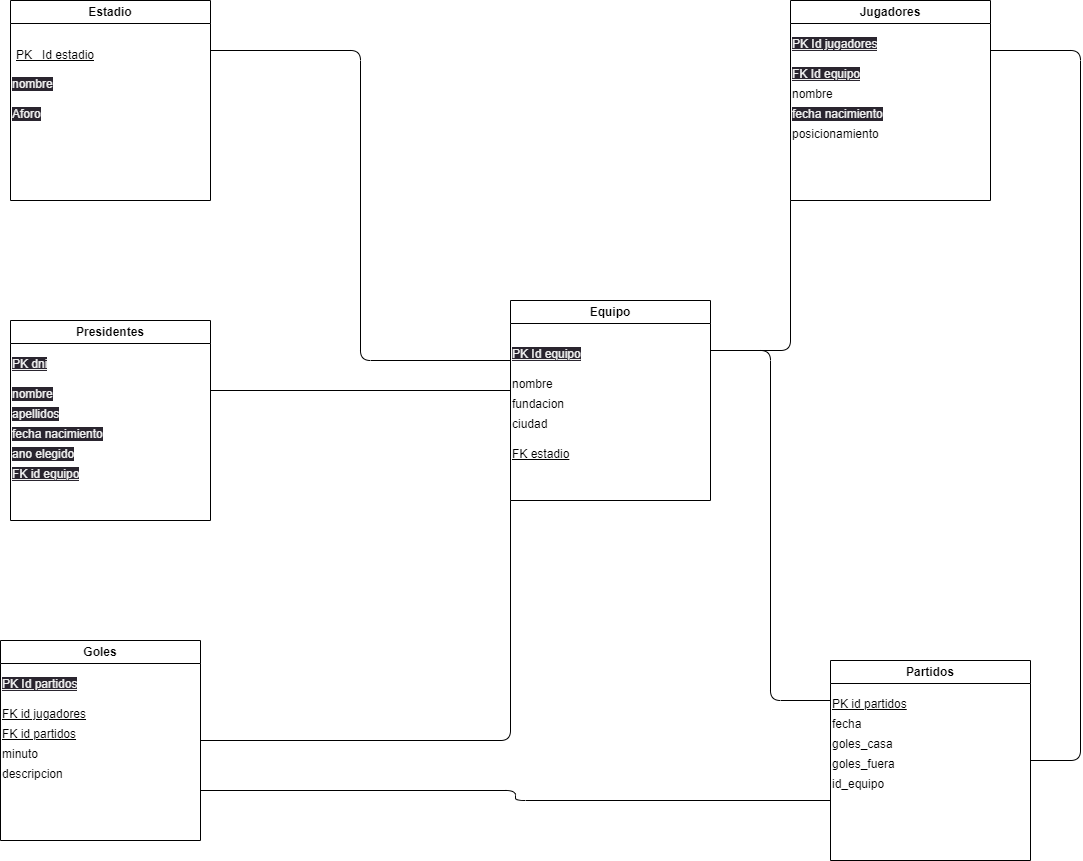 Estadio
PK   Id estadio
nombre
Aforo
Jugadores
PK Id jugadores
FK Id equipo
nombre
fecha nacimiento
posicionamiento
Presidentes
PK dni
nombre
apellidos
fecha nacimiento
ano elegido
FK id equipo
Equipo
PK Id equipo
nombre
fundacion
ciudad
FK estadio
Goles
PK Id partidos
FK id jugadores
FK id partidos
minuto
descripcion
Partidos
PK id partidos
fecha
goles_casa
goles_fuera
id_equipo